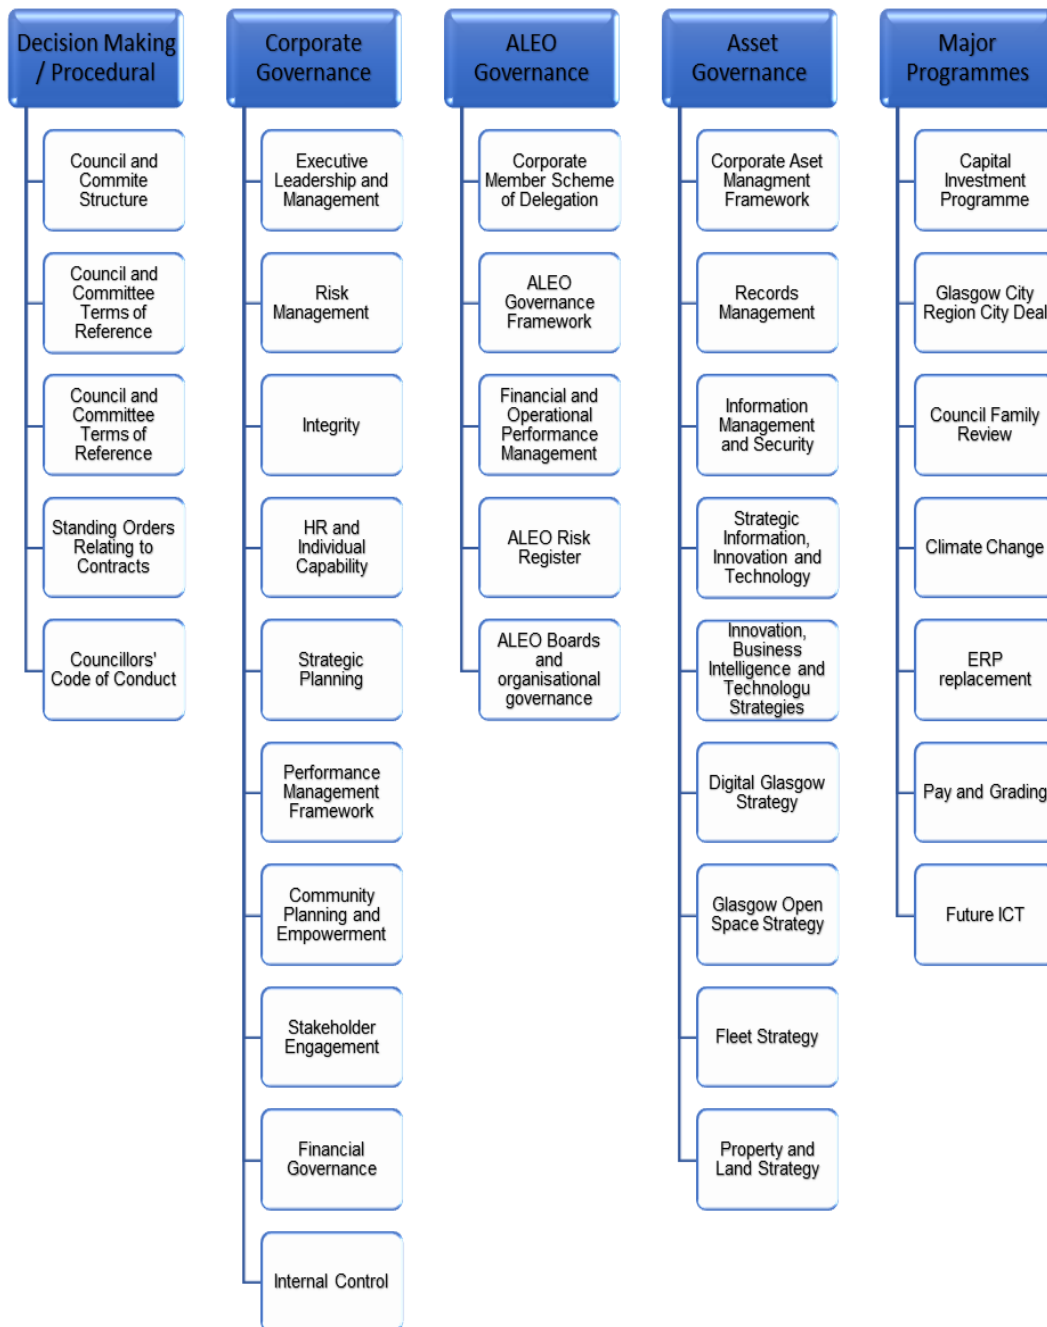 Decision Making
/ Procedural
Council and
Commite
Structure
Council and
Committee
Terms of
Reference
Council and
Committee
Terms of
Reference
Standing Orders
Relating to
Contracts
Councillors'
Code of Conduct
Corporate
Governance
Executive
Leadership and
Management
Risk
Management
Integrity
HR and
Individual
Capability
Strategic
Planning
Performance
Management
Framework
Community
Planning and
Empowerment
Stakeholder
Engagement
Financial
Governance
Internal Control
ALEO
Governance
Corporate
Member Scheme
of Delegation
ALEO
Governance
Framework
Financial and
Operational
Performance
Management
ALEO Risk
Register
ALEO Boards
and
organisational
governance
Asset
Governance
Corporate Aset
Managment
Framework
Records
Management
Information
Management
and Security
Strategic
Information,
Innovation and
Technology
Innovation,
Business
Intelligence and
Technologu
Strategies
Digital Glasgow
Strategy
Glasgow Open
Space Strategy
Fleet Strategy
Property and
Land Strategy
Major
Programmes
Capital
Investment
Programme
Glasgow City
Region City Deal
Council Family
Review
Climate Change
ERP
replacement
Pay and Grading
Future ICT